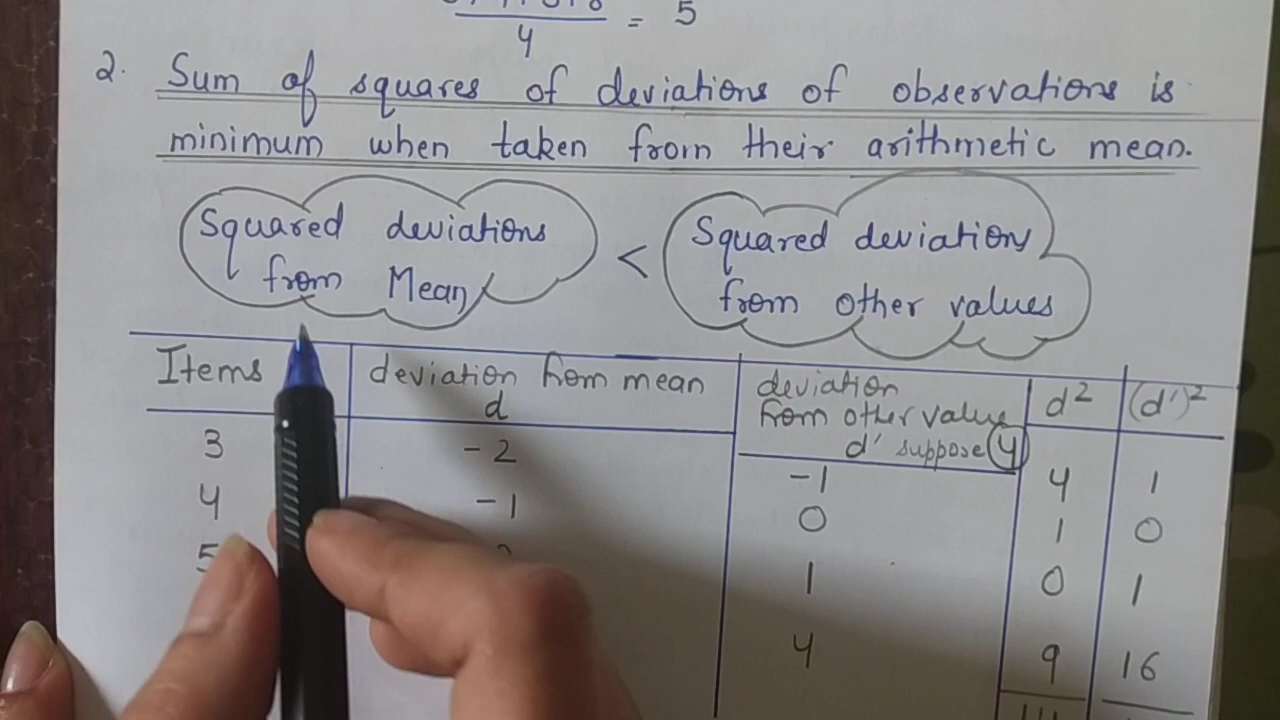 4 = 5
2. Sum of squares of deviations of observations is
minimum when taken from their arithmetic mean.
Squared deviations
from Mean
<
Squared deviations
from other values
Items
deviation from mean
d
deviation
from other value
d' suppose 4
d²
(d')²
3 -2 -1 4 1
4 -1 0 1 0
5 1 0 1
4 9 16